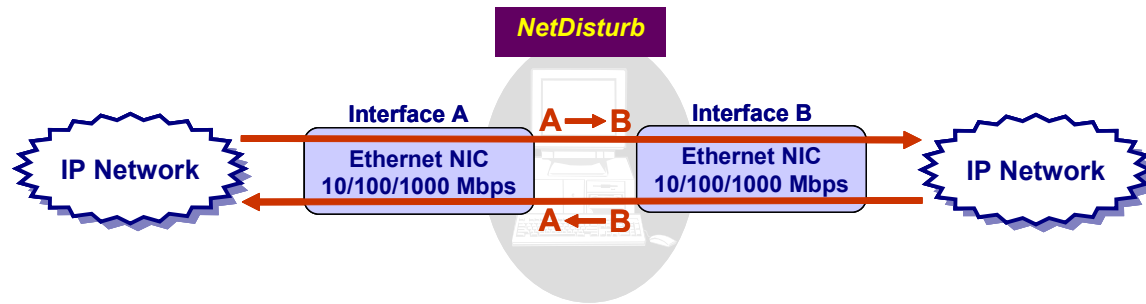 NetDisturb
Interface A
A
B
Interface B
IP Network
Ethernet NIC
10/100/1000 Mbps
Ethernet NIC
10/100/1000 Mbps
IP Network
A
B